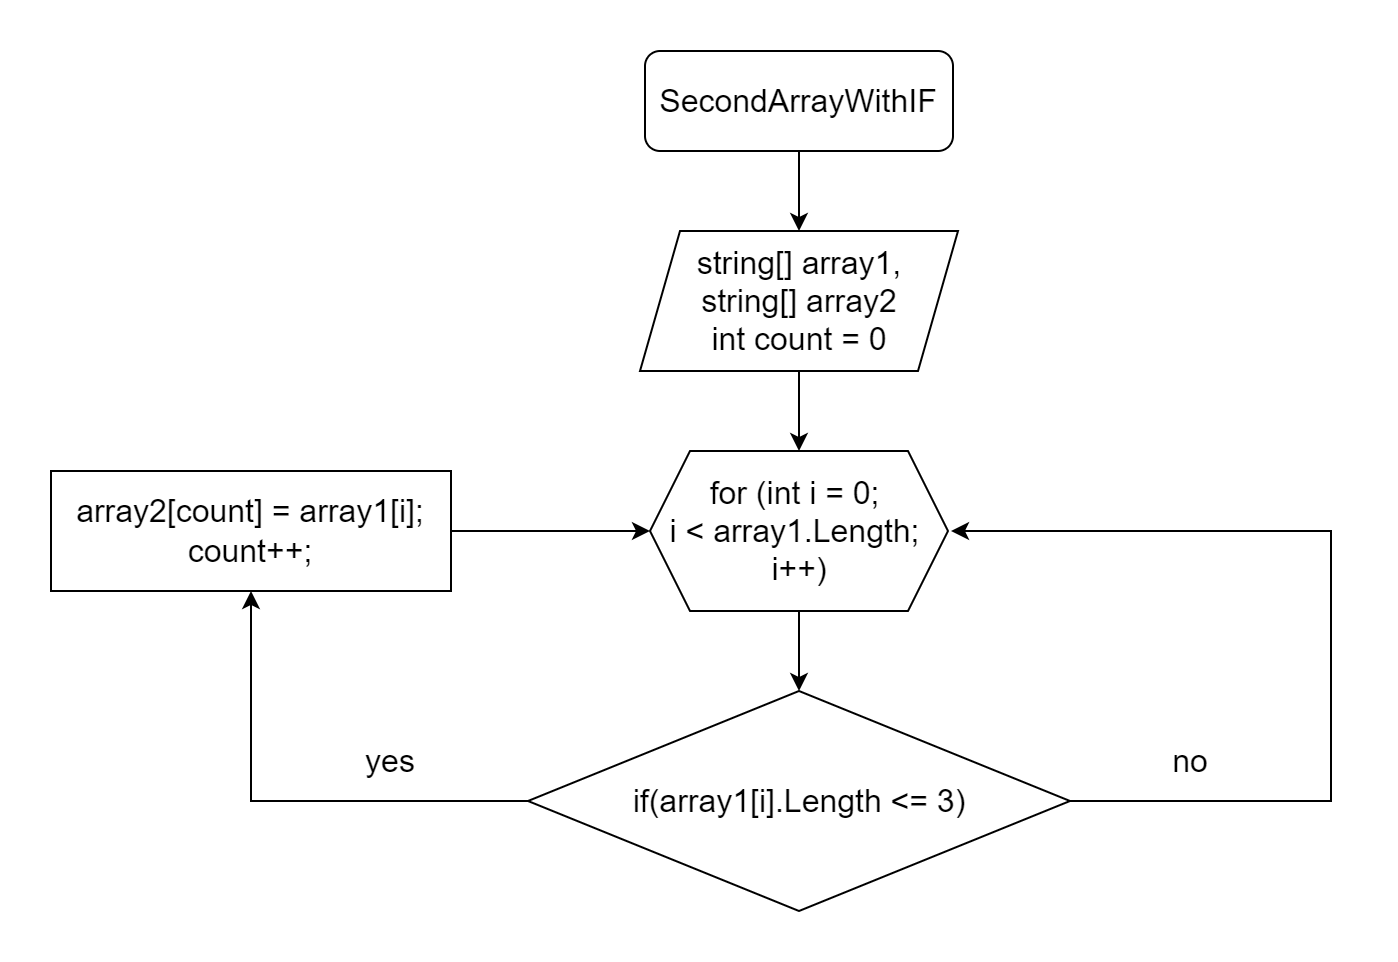 SecondArrayWithIF
string[] array1,
string[] array2
int count = 0
for (int i = 0;
i < array1.Length;
i++)
array2[count] = array1[i];
count++;
yes
no
if(array1[i].Length <= 3)